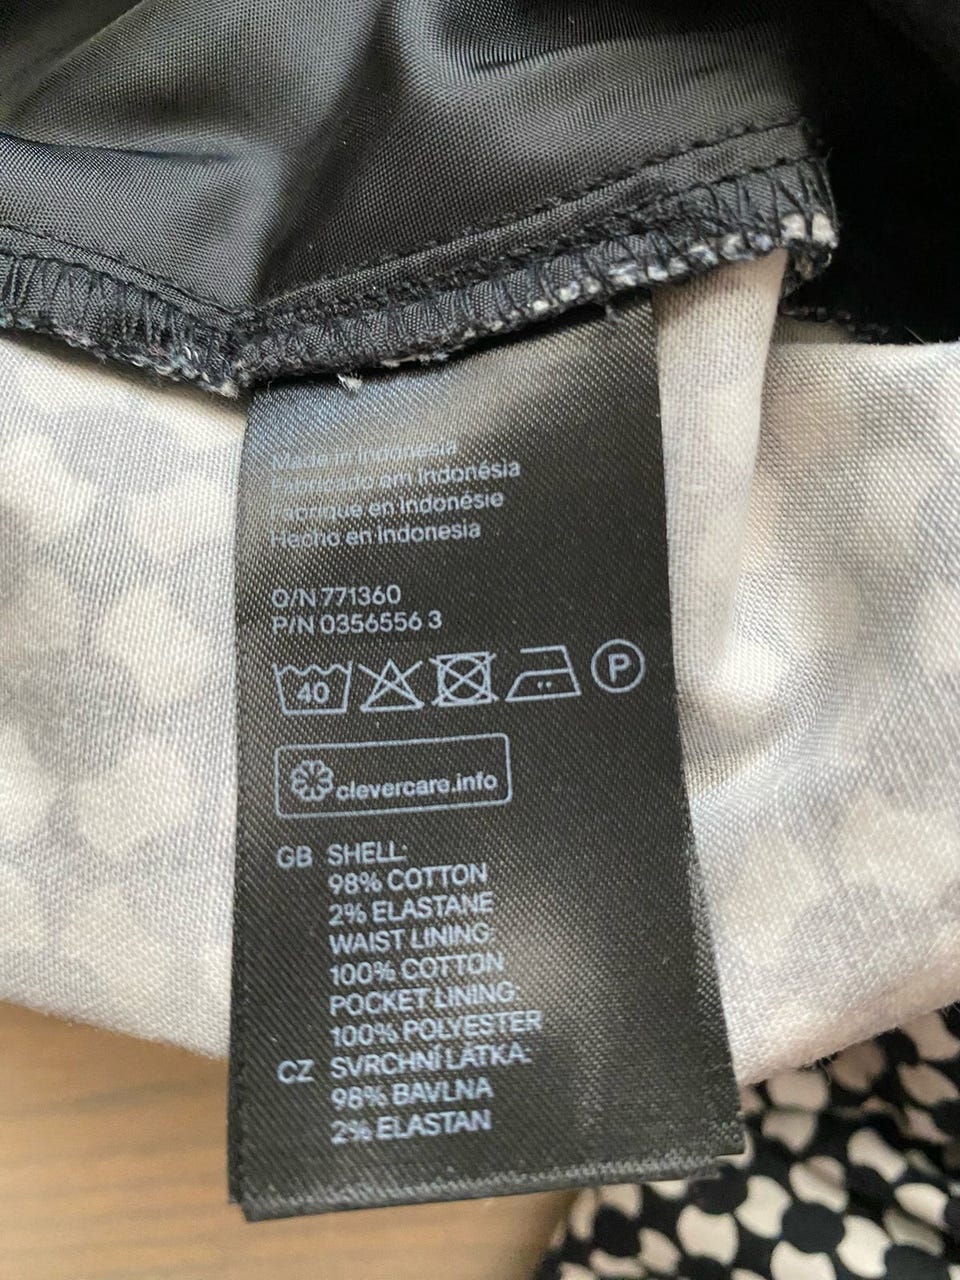 Made in Indonesia
Fabricado em Indonésia
Fabriqué en Indonésie
Hecho en Indonesia
O/N 771360
P/N 0356556 3
40 P
clevercare.info
GB SHELL:
98% COTTON
2% ELASTANE
WAIST LINING:
100% COTTON
POCKET LINING:
100% POLYESTER
CZ SVRCHNÍ LÁTKA:
98% BAVLNA
2% ELASTAN